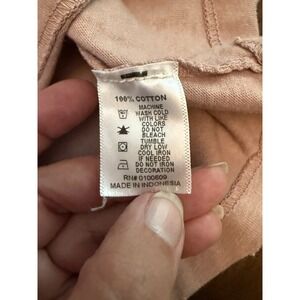 100% COTTON
MACHINE
WASH COLD
WITH LIKE
COLORS
DO NOT
BLEACH
TUMBLE
DRY LOW
COOL IRON
IF NEEDED
DO NOT IRON
DECORATION
RN# 0100609
MADE IN INDONESIA